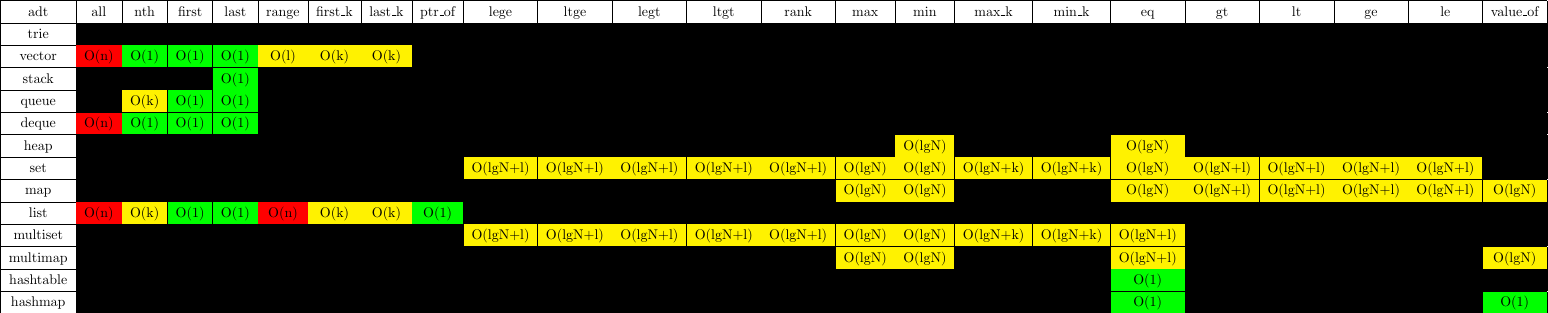 adt all nth first last range first_k last_k ptr_of lege ltge legt ltgt rank max min max_k min_k eq gt lt ge le value_of
trie
vector O(n) O(1) O(1) O(1) O(l) O(k) O(k)
stack O(1)
queue O(k) O(1) O(1)
deque O(n) O(1) O(1) O(1)
heap O(lgN) O(lgN)
set O(lgN+l) O(lgN+l) O(lgN+l) O(lgN+l) O(lgN+l) O(lgN) O(lgN) O(lgN+k) O(lgN+k) O(lgN) O(lgN+l) O(lgN+l) O(lgN+l) O(lgN+l)
map O(lgN) O(lgN) O(lgN) O(lgN+l) O(lgN+l) O(lgN+l) O(lgN+l) O(lgN)
list O(n) O(k) O(1) O(1) O(n) O(k) O(k) O(1)
multiset O(lgN+l) O(lgN+l) O(lgN+l) O(lgN+l) O(lgN+l) O(lgN) O(lgN) O(lgN+k) O(lgN+k) O(lgN+l)
multimap O(lgN) O(lgN) O(lgN+l) O(lgN)
hashtable O(1)
hashmap O(1) O(1)